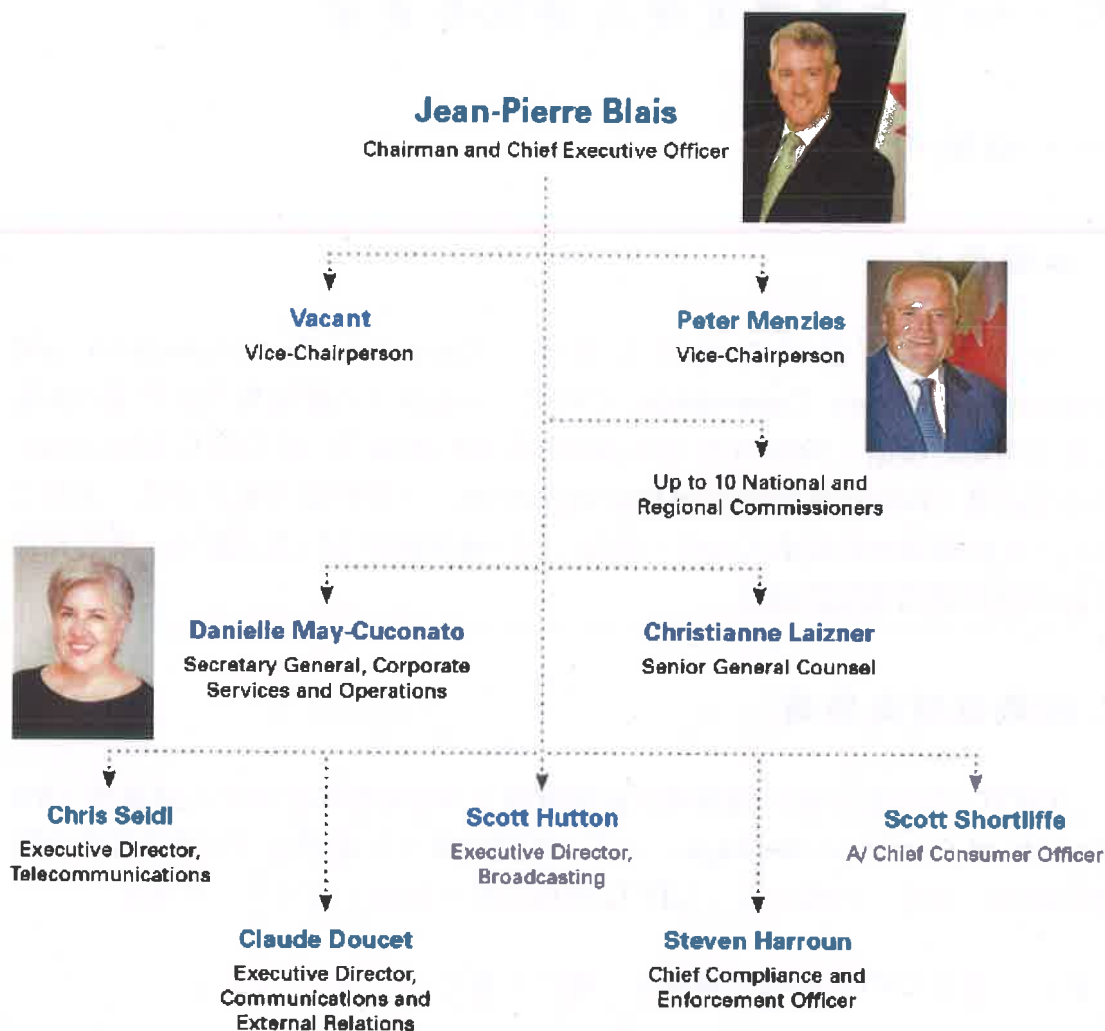 Jean-Pierre Blais
Chairman and Chief Executive Officer
Vacant
Vice-Chairperson
Peter Menzies
Vice-Chairperson
Up to 10 National and
Regional Commissioners
Danielle May-Cuconato
Secretary General, Corporate
Services and Operations
Christianne Laizner
Senior General Counsel
Chris Seidl
Executive Director,
Telecommunications
Scott Hutton
Executive Director,
Broadcasting
Scott Shortliffe
A/ Chief Consumer Officer
Claude Doucet
Executive Director,
Communications and
External Relations
Steven Harroun
Chief Compliance and
Enforcement Officer